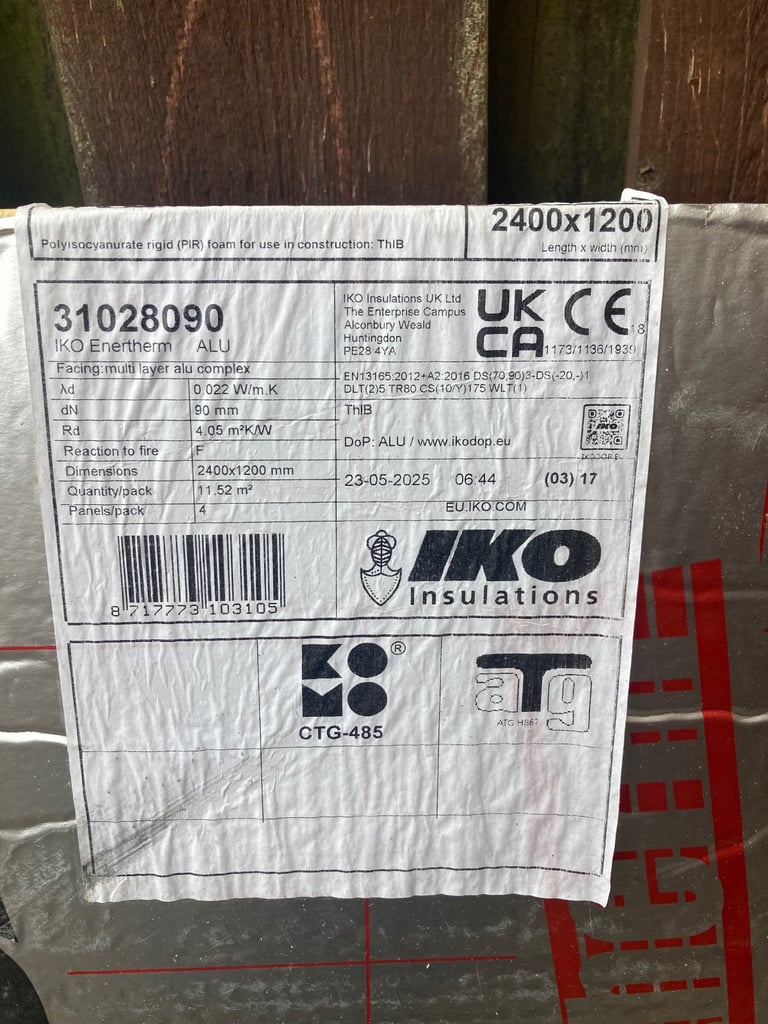 2400x1200
Polyisocyanurate rigid (PIR) foam for use in construction: ThIB
Length x width (mm)
31028090
IKO Enertherm ALU
Facing:multi layer alu complex
λd 0.022 W/m.K
dN 90 mm
Rd 4.05 m²K/W
Reaction to fire F
Dimensions 2400x1200 mm
Quantity/pack 11.52 m²
Panels/pack 4
IKO Insulations UK Ltd
The Enterprise Campus
Alconbury Weald
Huntingdon
PE28 4YA
UK
CA
CE
18
1173/1136/1939
EN13165:2012+A2:2016 DS(70,90)3-DS(-20,-)1
DLT(2)5 TR80 CS(10/Y)175 WLT(1)
ThIB
DoP: ALU / www.ikodop.eu
IKO
IKODOP.EU
23-05-2025 06:44 (03) 17
EU.IKO.COM
8 717773 103105
IKO
Insulations
KOMO®
CTG-485
aTg
ATG H867